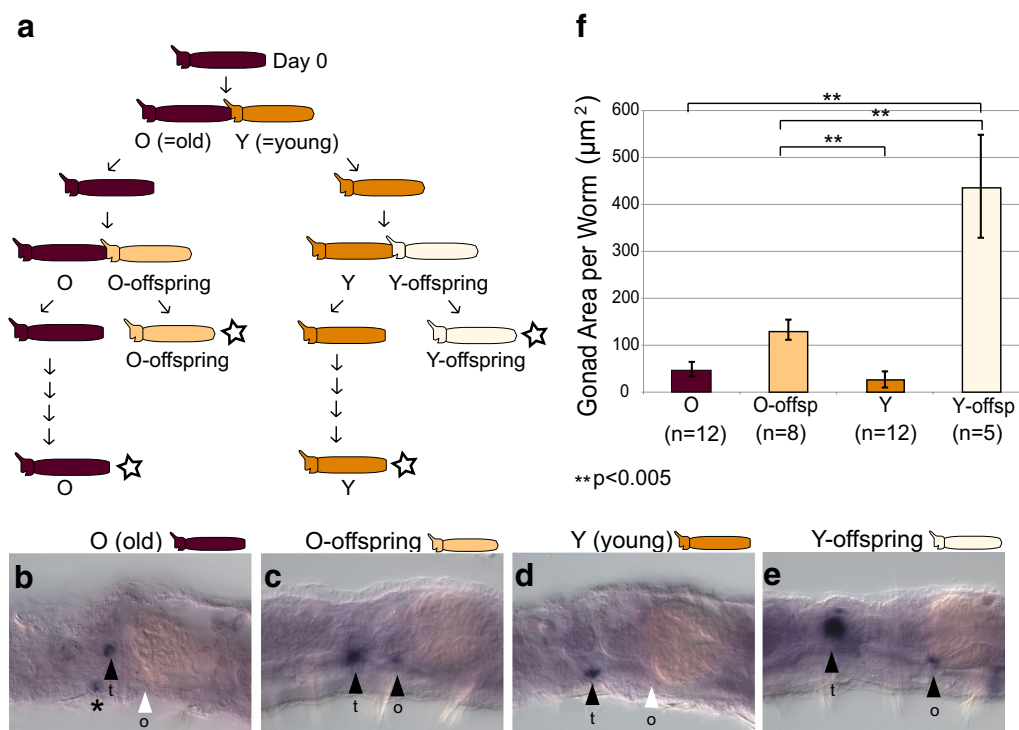 a
Day 0
O (=old) Y (=young)
O O-offspring
Y Y-offspring
O-offspring
Y-offspring
O
Y
f
Gonad Area per Worm (µm²)
600
500
400
300
200
100
0
**
**
**
O O-offsp Y Y-offsp
(n=12) (n=8) (n=12) (n=5)
**p<0.005
O (old)
O-offspring
Y (young)
Y-offspring
b
t
*
o
c
t
o
d
t
o
e
t
o